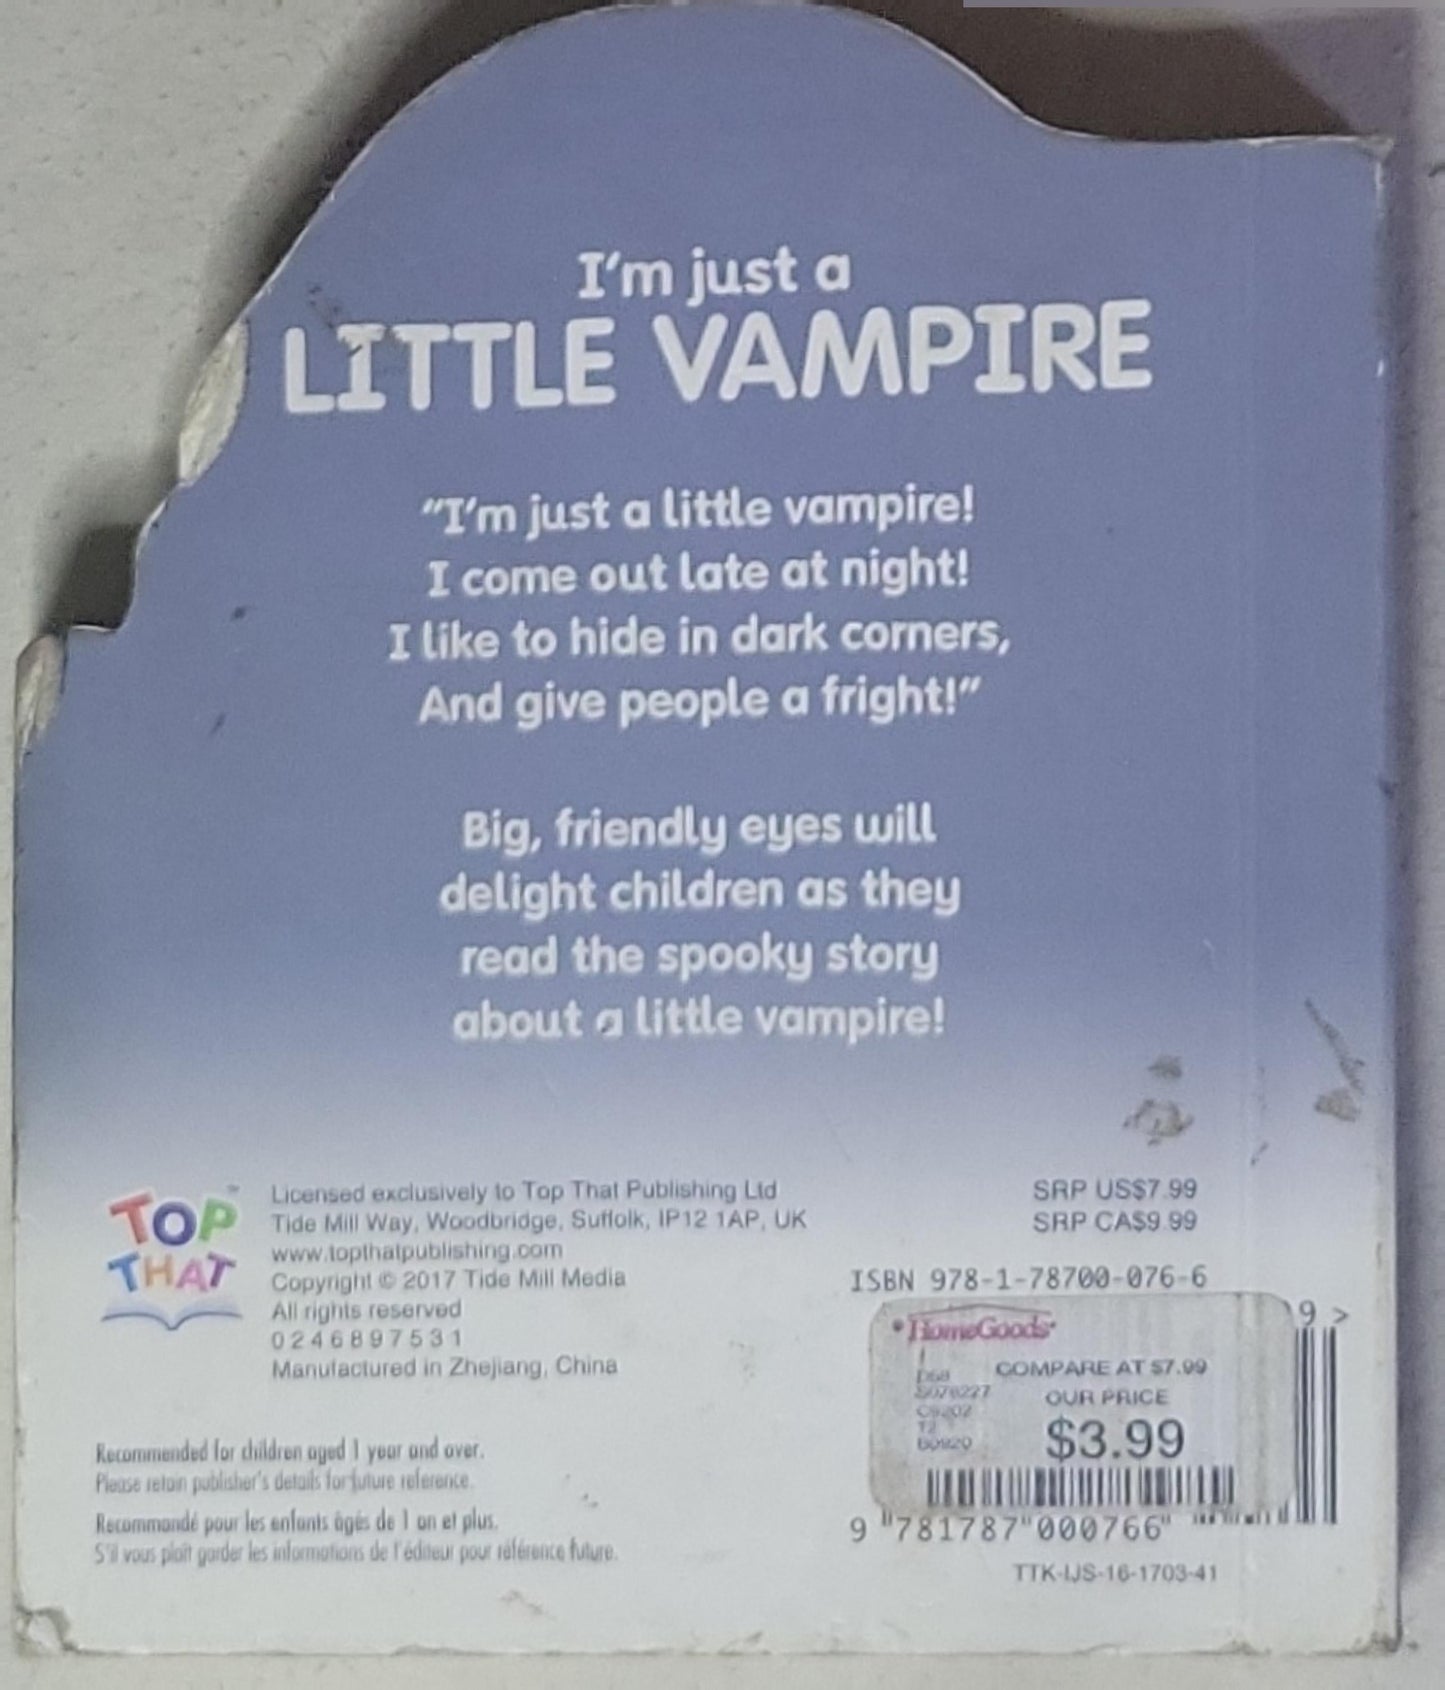 I'm just a
LITTLE VAMPIRE
"I'm just a little vampire!
I come out late at night!
I like to hide in dark corners,
And give people a fright!"
Big, friendly eyes will
delight children as they
read the spooky story
about a little vampire!
TOP
THAT
™
Licensed exclusively to Top That Publishing Ltd
Tide Mill Way, Woodbridge, Suffolk, IP12 1AP, UK
www.topthatpublishing.com
Copyright © 2017 Tide Mill Media
All rights reserved
0 2 4 6 8 9 7 5 3 1
Manufactured in Zhejiang, China
Recommended for children aged 1 year and over.
Please retain publisher's details for future reference.
Recommandé pour les enfants âgés de 1 an et plus.
S'il vous plaît garder les informations de l'éditeur pour référence future.
SRP US$7.99
SRP CA$9.99
ISBN 978-1-78700-076-6
9 >
HomeGoods
COMPARE AT $7.99
OUR PRICE
$3.99
9 781787 000766
TTK-IJS-16-1703-41